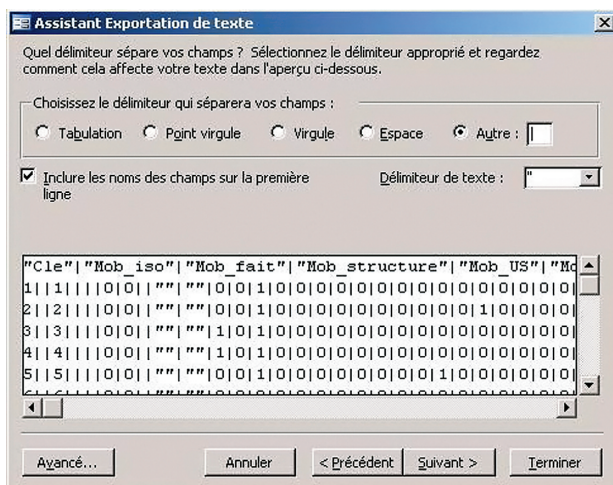 Assistant Exportation de texte
Quel délimiteur sépare vos champs ? Sélectionnez le délimiteur approprié et regardez
comment cela affecte votre texte dans l'aperçu ci-dessous.
Choisissez le délimiteur qui séparera vos champs :
Tabulation Point virgule Virgule Espace Autre : |
Inclure les noms des champs sur la première
ligne
Délimiteur de texte : "
"Cle"|"Mob_iso"|"Mob_fait"|"Mob_structure"|"Mob_US"|"Mo
1||1||||0|0||""|""|0|0|1|0|0|0|0|0|0|0|0|0|0|0|0|0|0|0|
2||2||||0|0||""|""|0|0|1|0|0|0|0|0|0|0|0|0|1|0|0|0|0|0|
3||3||||0|0||""|""|1|0|1|0|0|0|0|0|0|0|0|0|0|0|0|0|0|0|
4||4||||0|0||""|""|1|0|1|0|0|0|0|0|0|0|0|0|0|0|0|0|0|0|
5||5||||0|0||""|""|0|0|1|0|0|0|0|0|0|0|1|0|0|0|0|0|0|0|
Avancé... Annuler < Précédent Suivant > Terminer